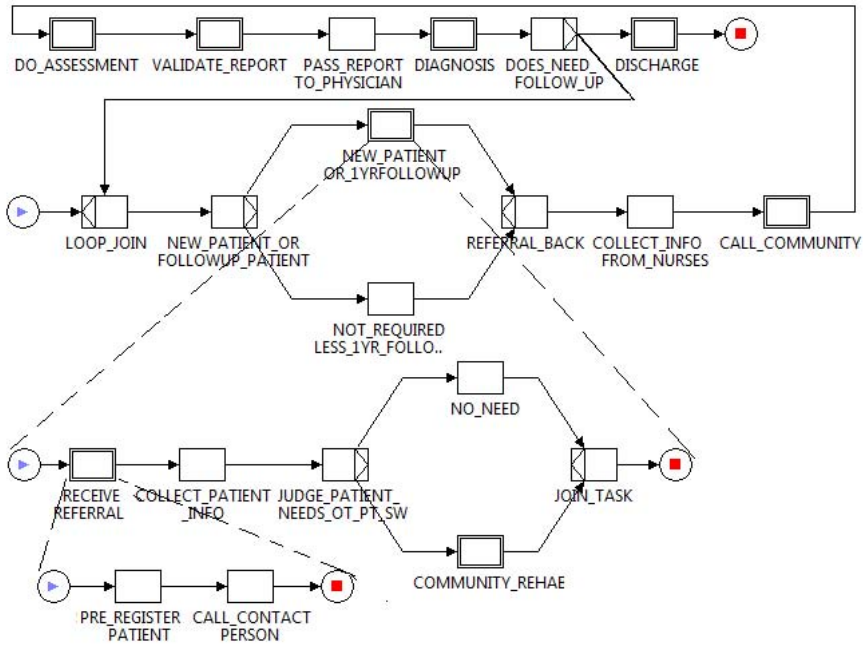 DO_ASSESSMENT
VALIDATE_REPORT
PASS_REPORT
TO_PHYSICIAN
DIAGNOSIS
DOES_NEED_
FOLLOW_UP
DISCHARGE
NEW_PATIENT
OR_1YRFOLLOWUP
LOOP_JOIN
NEW_PATIENT_OR
FOLLOWUP_PATIENT
REFERRAL_BACK
COLLECT_INFO
FROM_NURSES
CALL_COMMUNITY
NOT_REQUIRED
LESS_1YR_FOLLO..
NO_NEED
RECEIVE
REFERRAL
COLLECT_PATIENT
_INFO
JUDGE_PATIENT_
NEEDS_OT_PT_SW
JOIN_TASK
COMMUNITY_REHAE
PRE_REGISTER
PATIENT
CALL_CONTACT
PERSON